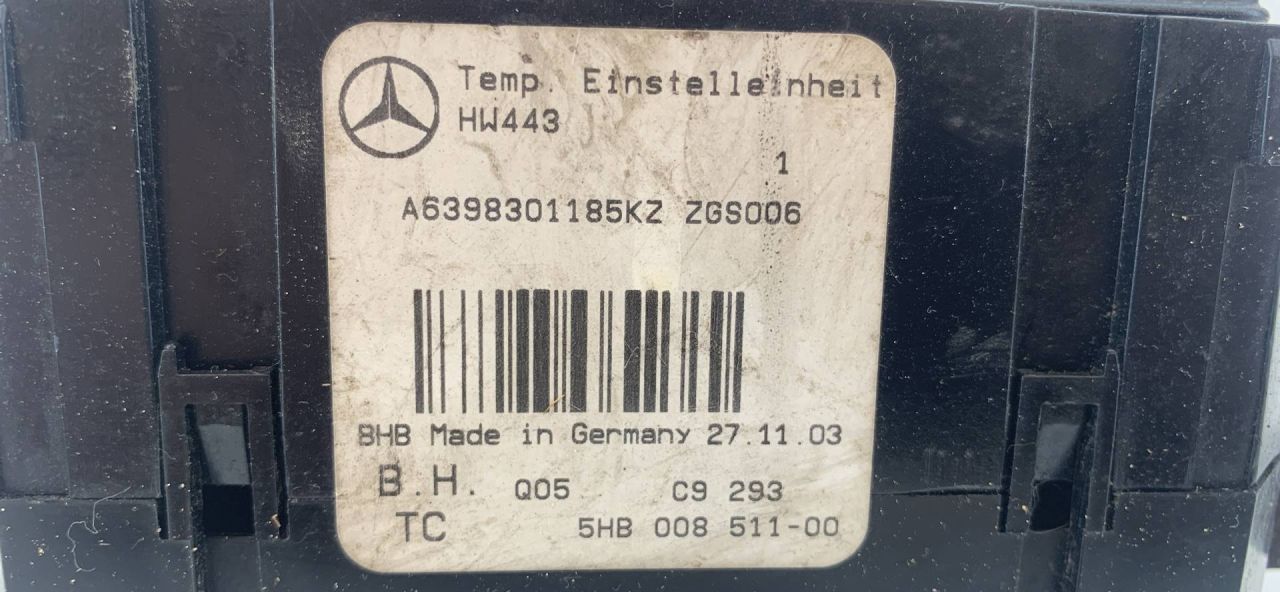 Temp. Einstelleinheit
HW443
1
A6398301185KZ ZGS006
BHB Made in Germany 27.11.03
B.H. Q05 C9 293
TC 5HB 008 511-00